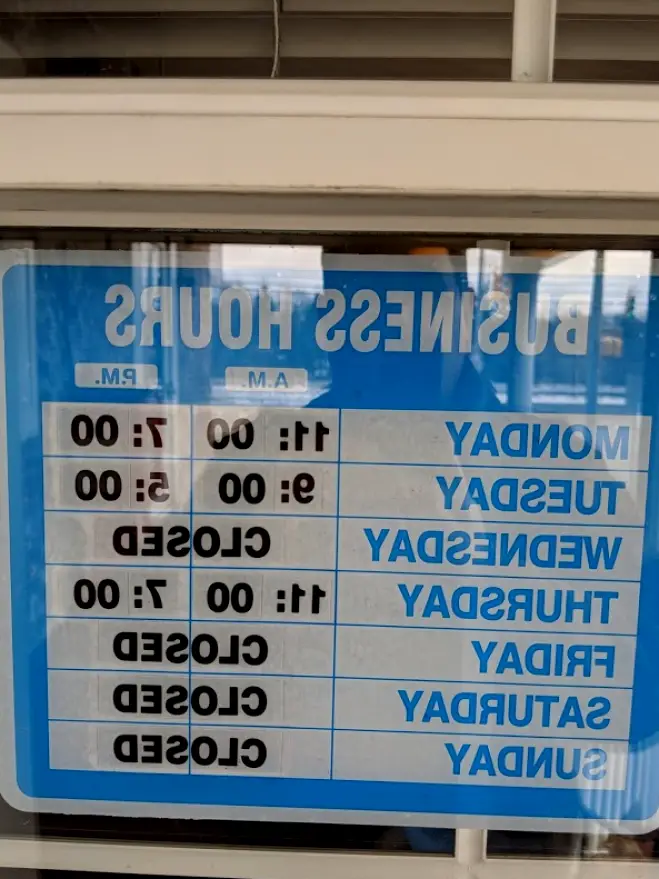 BUSINESS HOURS
A.M. P.M.
MONDAY 11: 00 7: 00
TUESDAY 9: 00 5: 00
WEDNESDAY CLOSED
THURSDAY 11: 00 7: 00
FRIDAY CLOSED
SATURDAY CLOSED
SUNDAY CLOSED